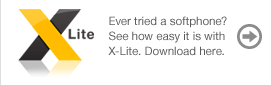 X Lite
Ever tried a softphone?
See how easy it is with
X-Lite. Download here.